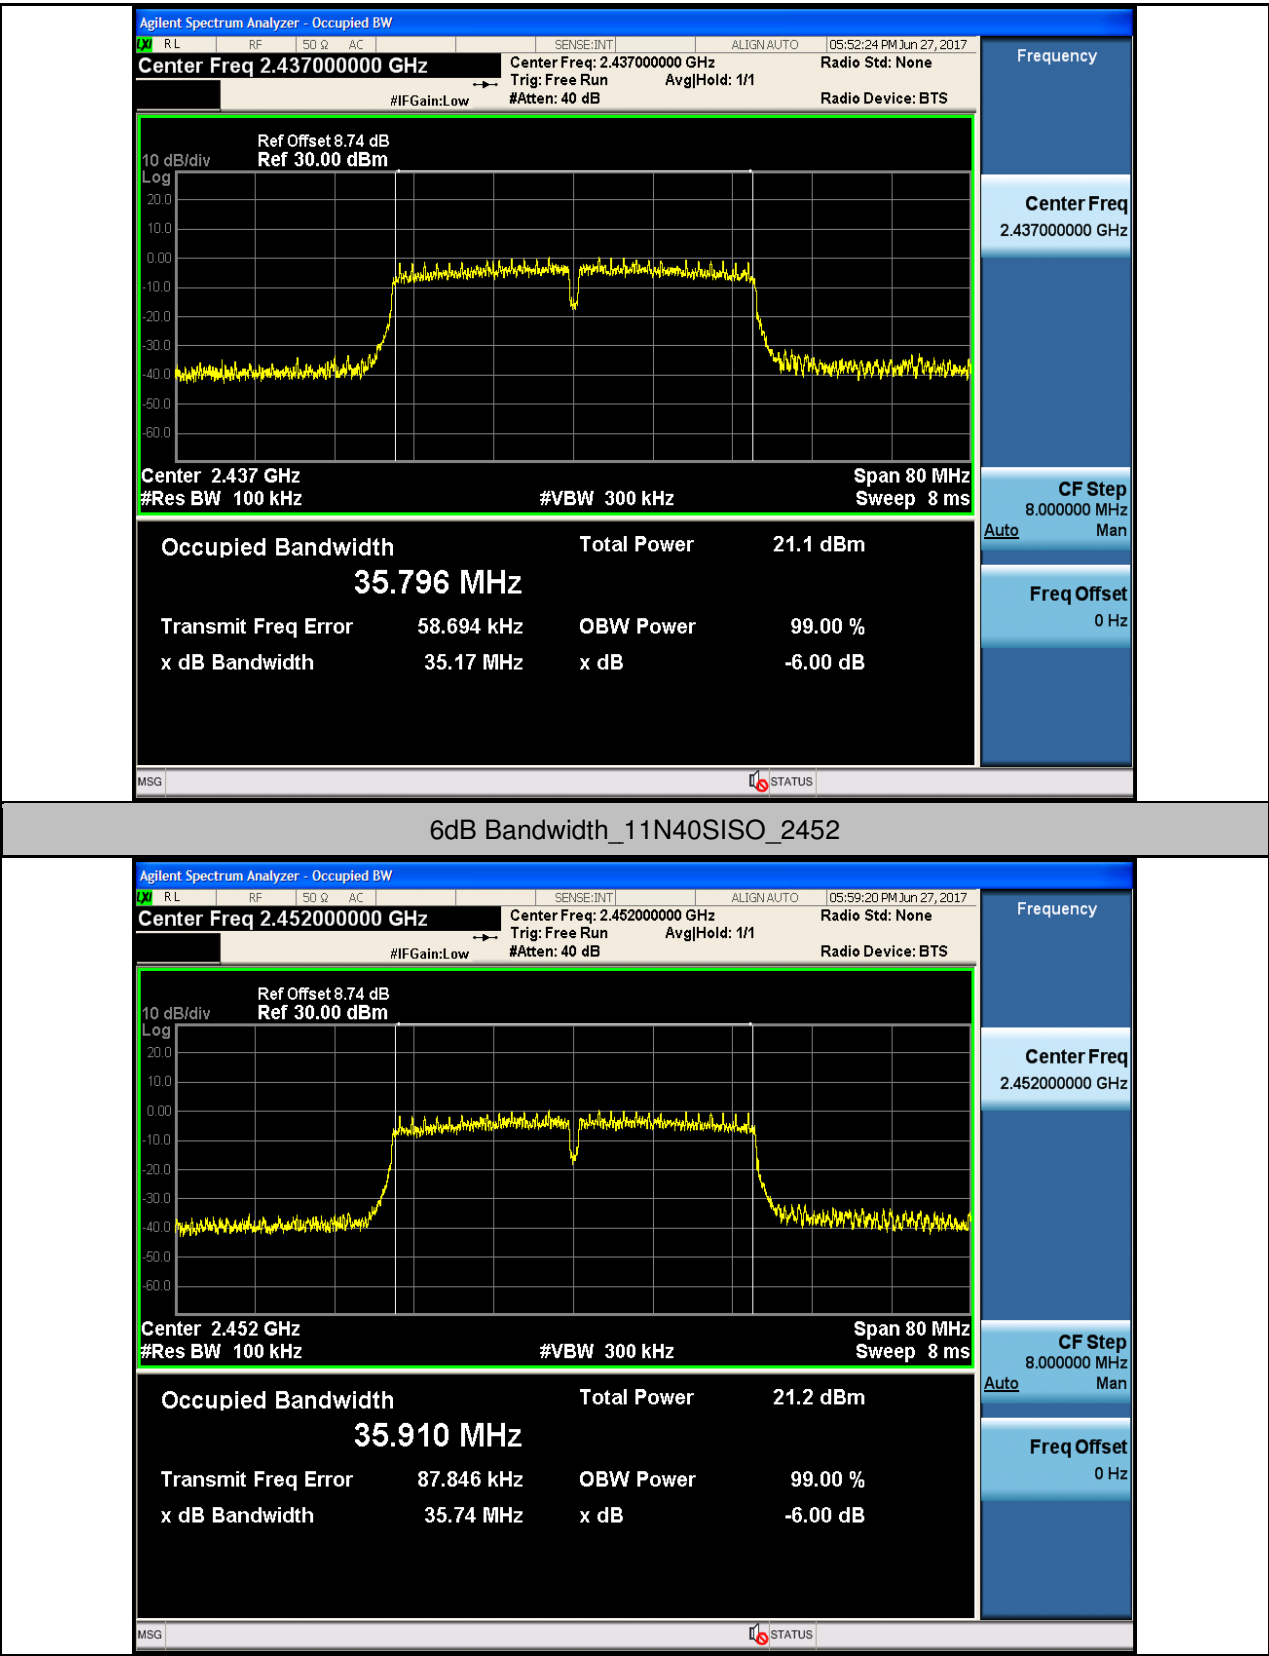 Agilent Spectrum Analyzer - Occupied BW
LXI RL RF 50 Ω AC SENSE:INT ALIGN AUTO 05:52:24 PM Jun 27, 2017
Center Freq 2.437000000 GHz
Center Freq: 2.437000000 GHz
Radio Std: None
Trig: Free Run Avg|Hold: 1/1
#IFGain:Low
#Atten: 40 dB
Radio Device: BTS
Frequency
Ref Offset 8.74 dB
10 dB/div Ref 30.00 dBm
Log
20.0
10.0
0.00
-10.0
-20.0
-30.0
-40.0
-50.0
-60.0
Center Freq
2.437000000 GHz
Center 2.437 GHz
Span 80 MHz
#Res BW 100 kHz
#VBW 300 kHz
Sweep 8 ms
CF Step
8.000000 MHz
Auto Man
Freq Offset
0 Hz
Occupied Bandwidth
Total Power 21.1 dBm
35.796 MHz
Transmit Freq Error 58.694 kHz OBW Power 99.00 %
x dB Bandwidth 35.17 MHz x dB -6.00 dB
MSG STATUS
6dB Bandwidth_11N40SISO_2452
Agilent Spectrum Analyzer - Occupied BW
LXI RL RF 50 Ω AC SENSE:INT ALIGN AUTO 05:59:20 PM Jun 27, 2017
Center Freq 2.452000000 GHz
Center Freq: 2.452000000 GHz
Radio Std: None
Trig: Free Run Avg|Hold: 1/1
#IFGain:Low
#Atten: 40 dB
Radio Device: BTS
Frequency
Ref Offset 8.74 dB
10 dB/div Ref 30.00 dBm
Log
20.0
10.0
0.00
-10.0
-20.0
-30.0
-40.0
-50.0
-60.0
Center Freq
2.452000000 GHz
Center 2.452 GHz
Span 80 MHz
#Res BW 100 kHz
#VBW 300 kHz
Sweep 8 ms
CF Step
8.000000 MHz
Auto Man
Freq Offset
0 Hz
Occupied Bandwidth
Total Power 21.2 dBm
35.910 MHz
Transmit Freq Error 87.846 kHz OBW Power 99.00 %
x dB Bandwidth 35.74 MHz x dB -6.00 dB
MSG STATUS